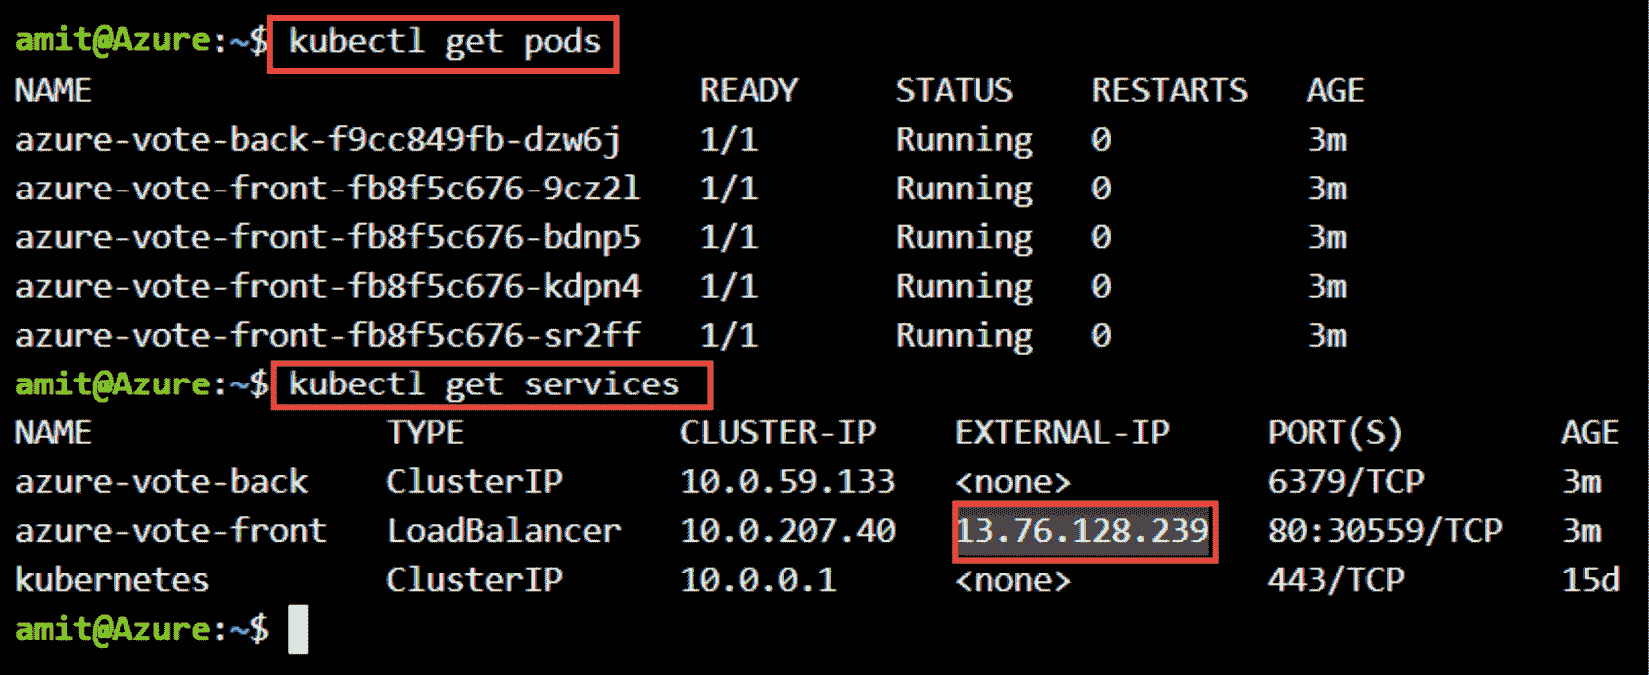 amit@Azure:~$ kubectl get pods
NAME READY STATUS RESTARTS AGE
azure-vote-back-f9cc849fb-dzw6j 1/1 Running 0 3m
azure-vote-front-fb8f5c676-9cz2l 1/1 Running 0 3m
azure-vote-front-fb8f5c676-bdnp5 1/1 Running 0 3m
azure-vote-front-fb8f5c676-kdpn4 1/1 Running 0 3m
azure-vote-front-fb8f5c676-sr2ff 1/1 Running 0 3m
amit@Azure:~$ kubectl get services
NAME TYPE CLUSTER-IP EXTERNAL-IP PORT(S) AGE
azure-vote-back ClusterIP 10.0.59.133 <none> 6379/TCP 3m
azure-vote-front LoadBalancer 10.0.207.40 13.76.128.239 80:30559/TCP 3m
kubernetes ClusterIP 10.0.0.1 <none> 443/TCP 15d
amit@Azure:~$